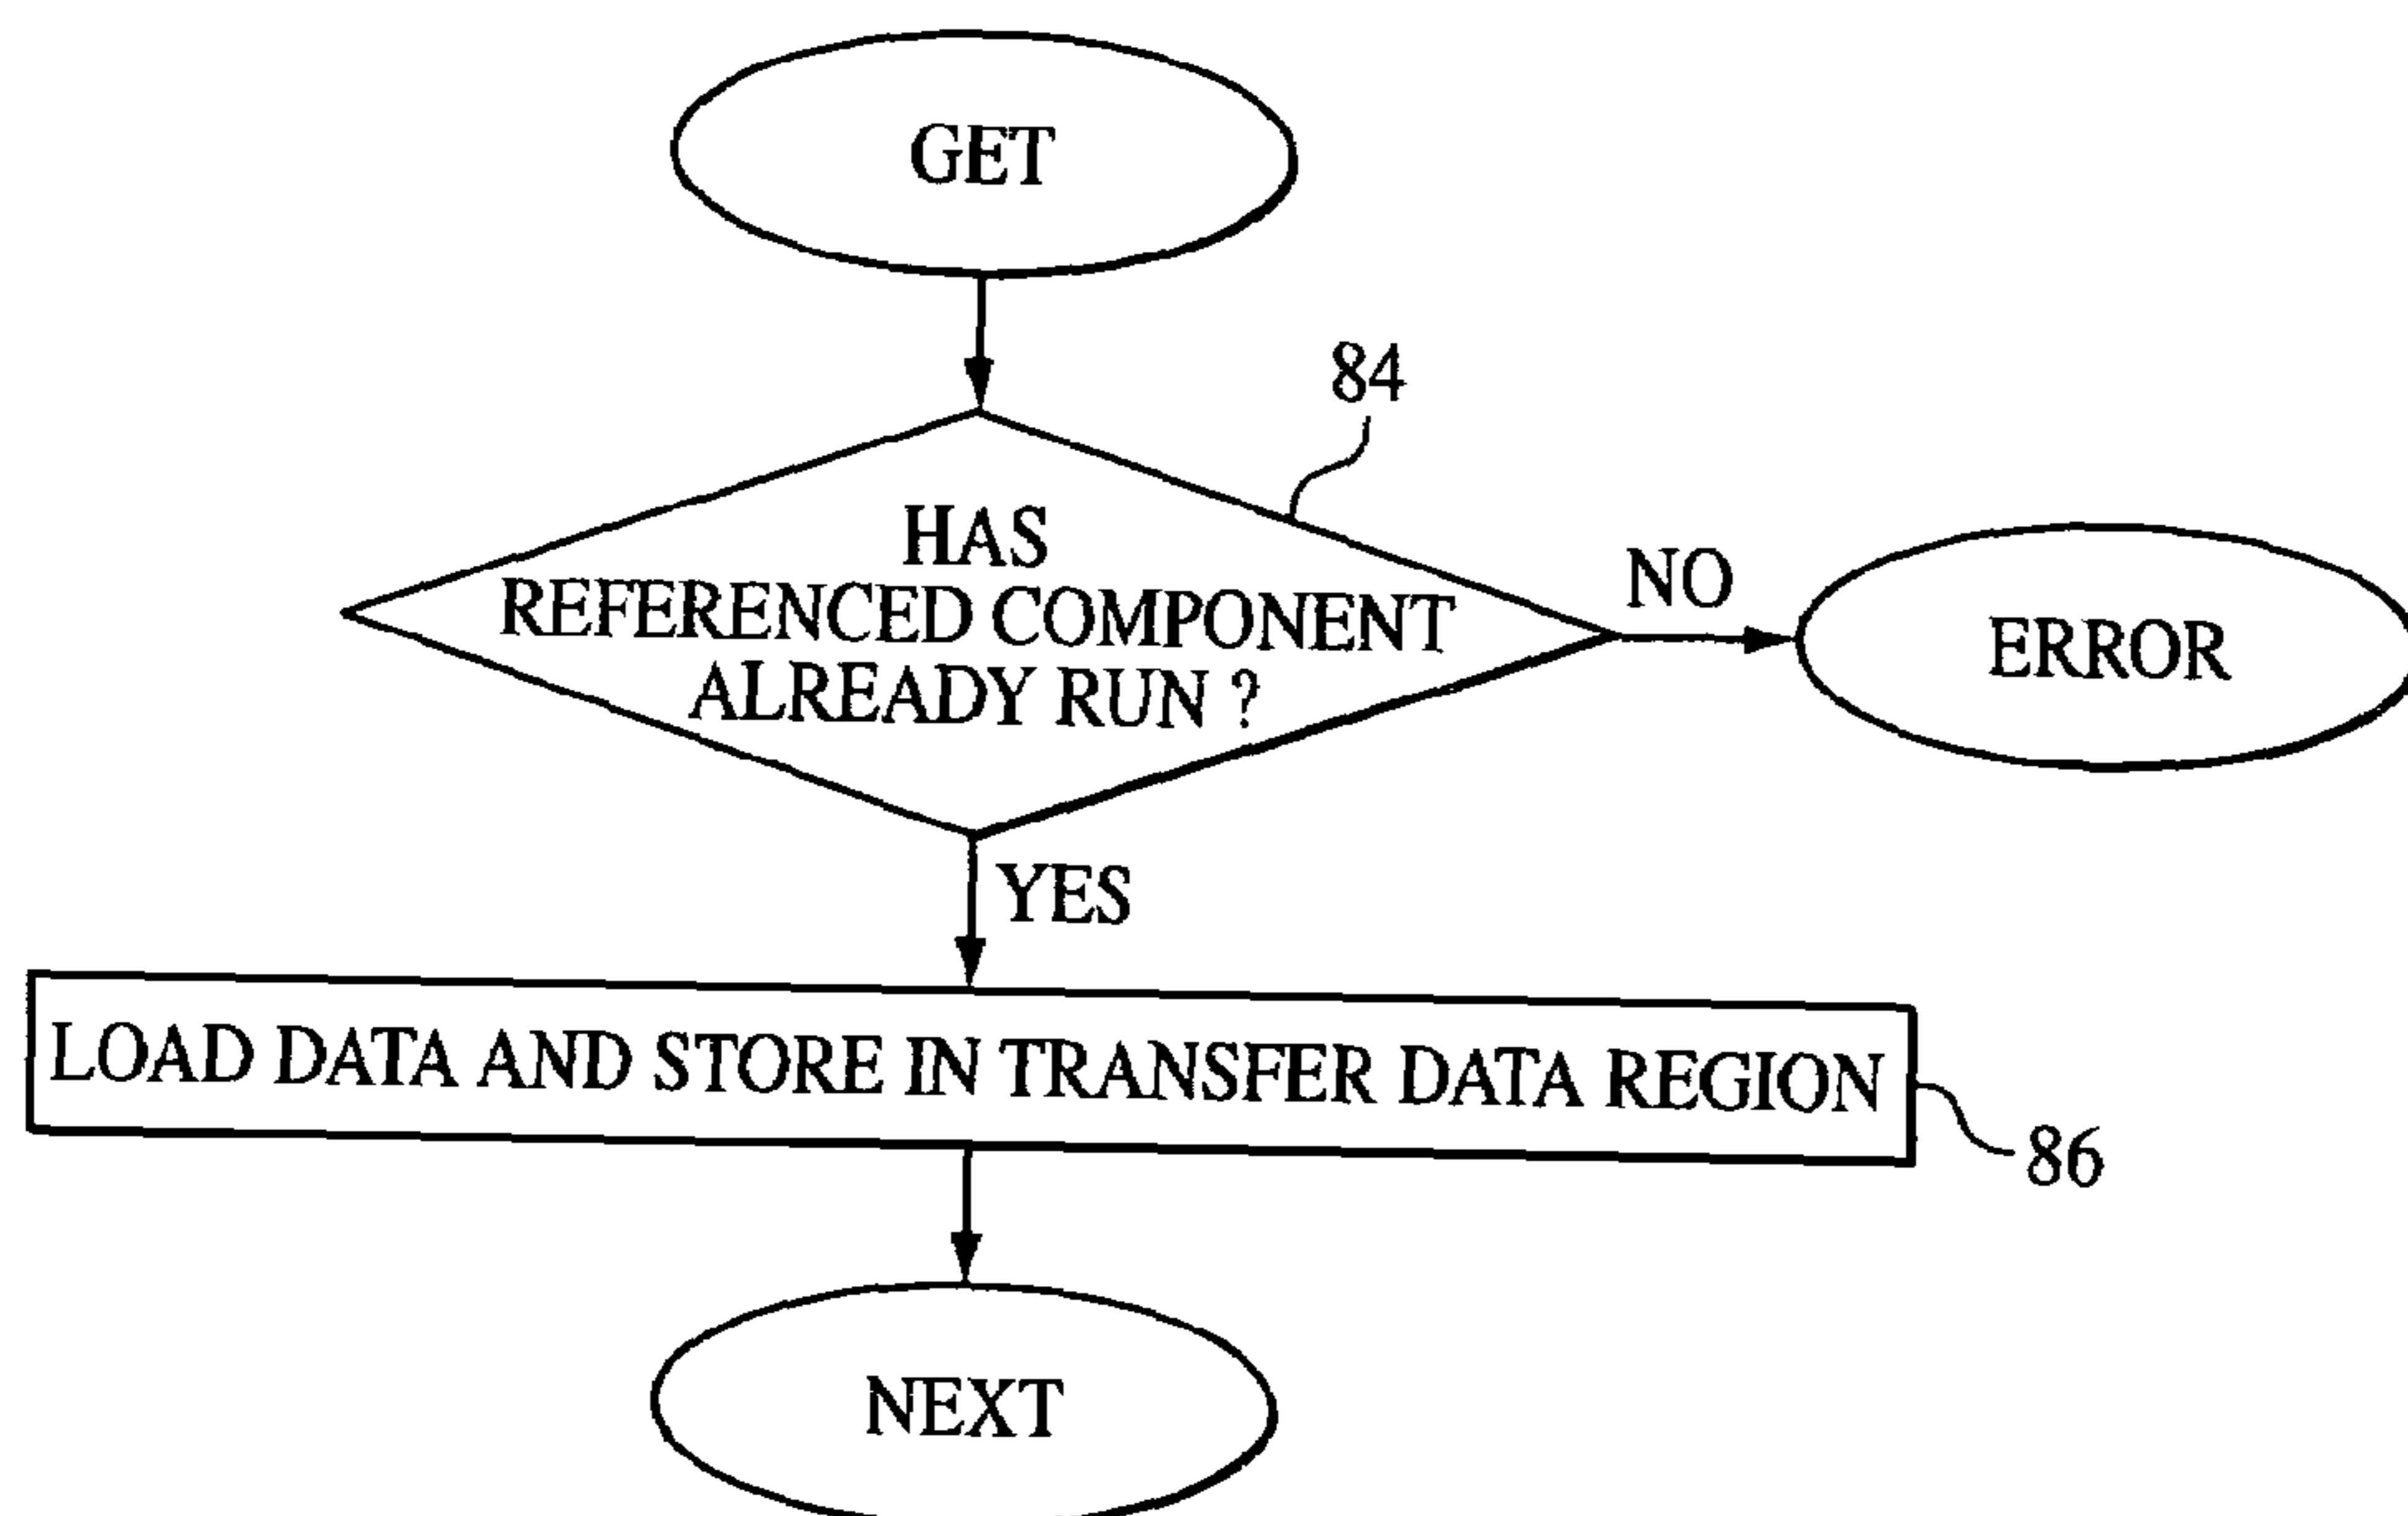 GET
84
HAS
REFERENCED COMPONENT
ALREADY RUN ?
NO
ERROR
YES
LOAD DATA AND STORE IN TRANSFER DATA REGION
86
NEXT